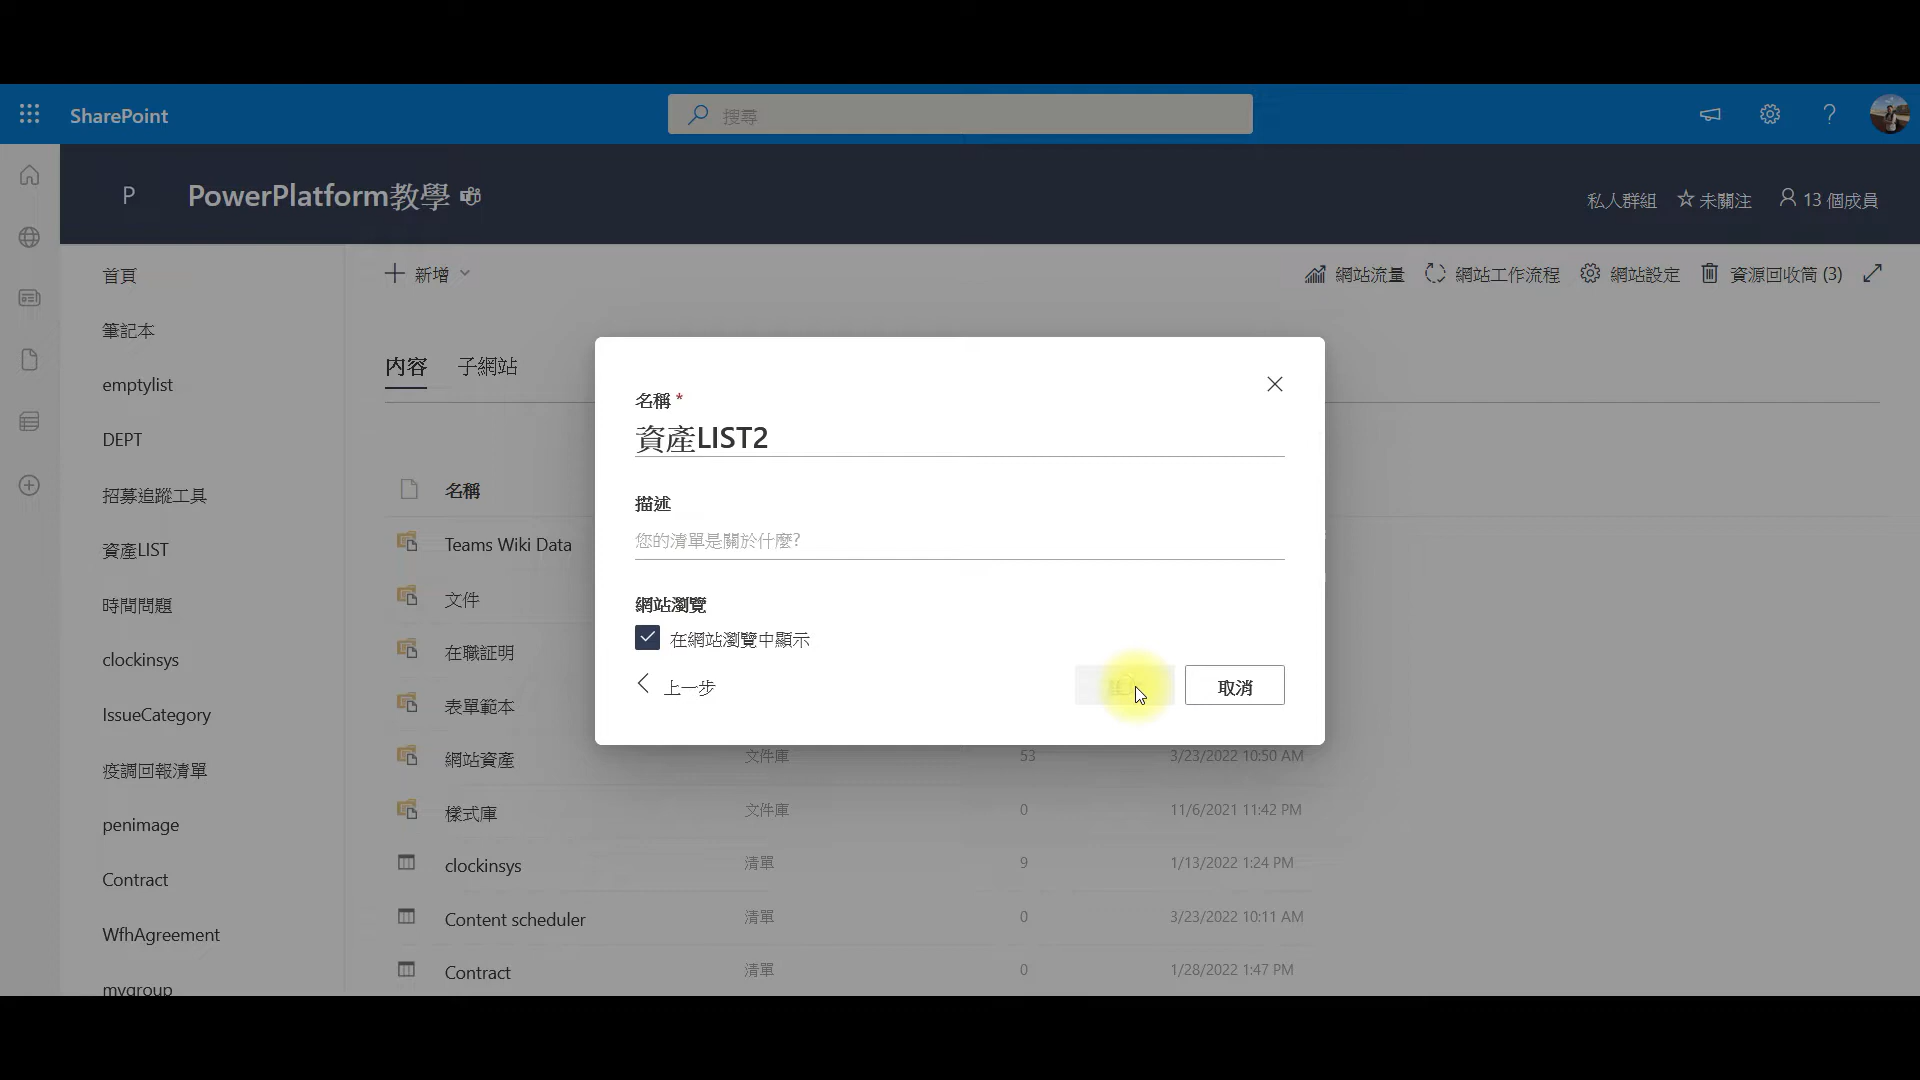 SharePoint
搜尋
P
PowerPlatform教學
私人群組
未關注
13 個成員
首頁
筆記本
emptylist
DEPT
招募追蹤工具
資產LIST
時間問題
clockinsys
IssueCategory
疫調回報清單
penimage
Contract
WfhAgreement
mygroup
新增
網站流量
網站工作流程
網站設定
資源回收筒 (3)
內容
子網站
名稱
Teams Wiki Data
文件
在職証明
表單範本
網站資產 文件庫 53 3/23/2022 10:50 AM
樣式庫 文件庫 0 11/6/2021 11:42 PM
clockinsys 清單 9 1/13/2022 1:24 PM
Content scheduler 清單 0 3/23/2022 10:11 AM
Contract 清單 0 1/28/2022 1:47 PM
名稱 *
資產LIST2
描述
您的清單是關於什麼?
網站瀏覽
在網站瀏覽中顯示
上一步
取消